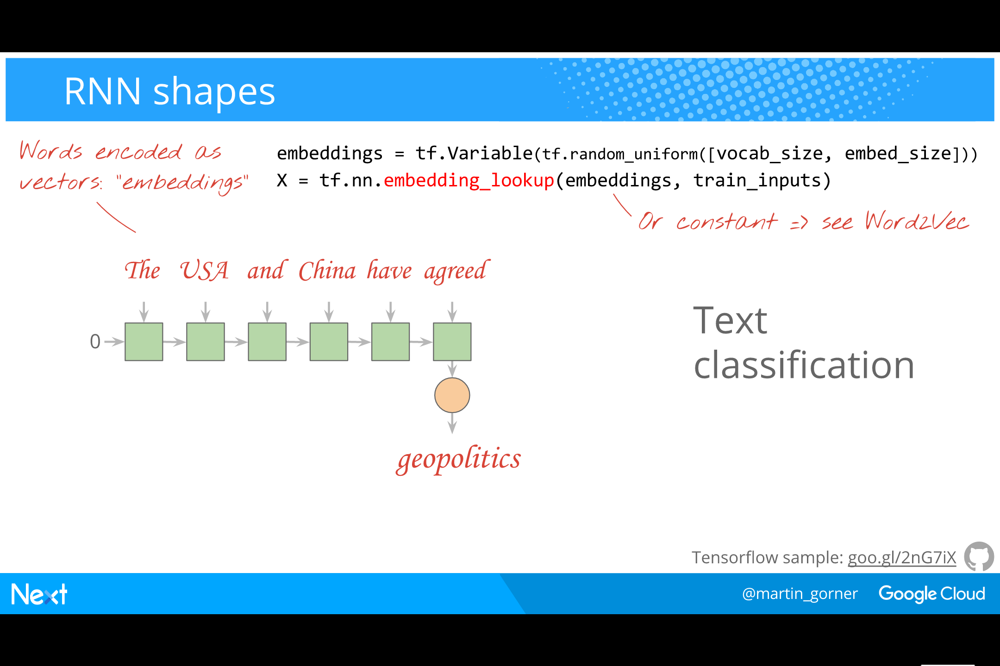 RNN shapes
Words encoded as
vectors: "embeddings"
embeddings = tf.Variable(tf.random_uniform([vocab_size, embed_size]))
X = tf.nn.embedding_lookup(embeddings, train_inputs)
Or constant => see Word2Vec
The USA and China have agreed
0
geopolitics
Text
classification
Tensorflow sample: goo.gl/2nG7iX
Next
@martin_gorner
Google Cloud